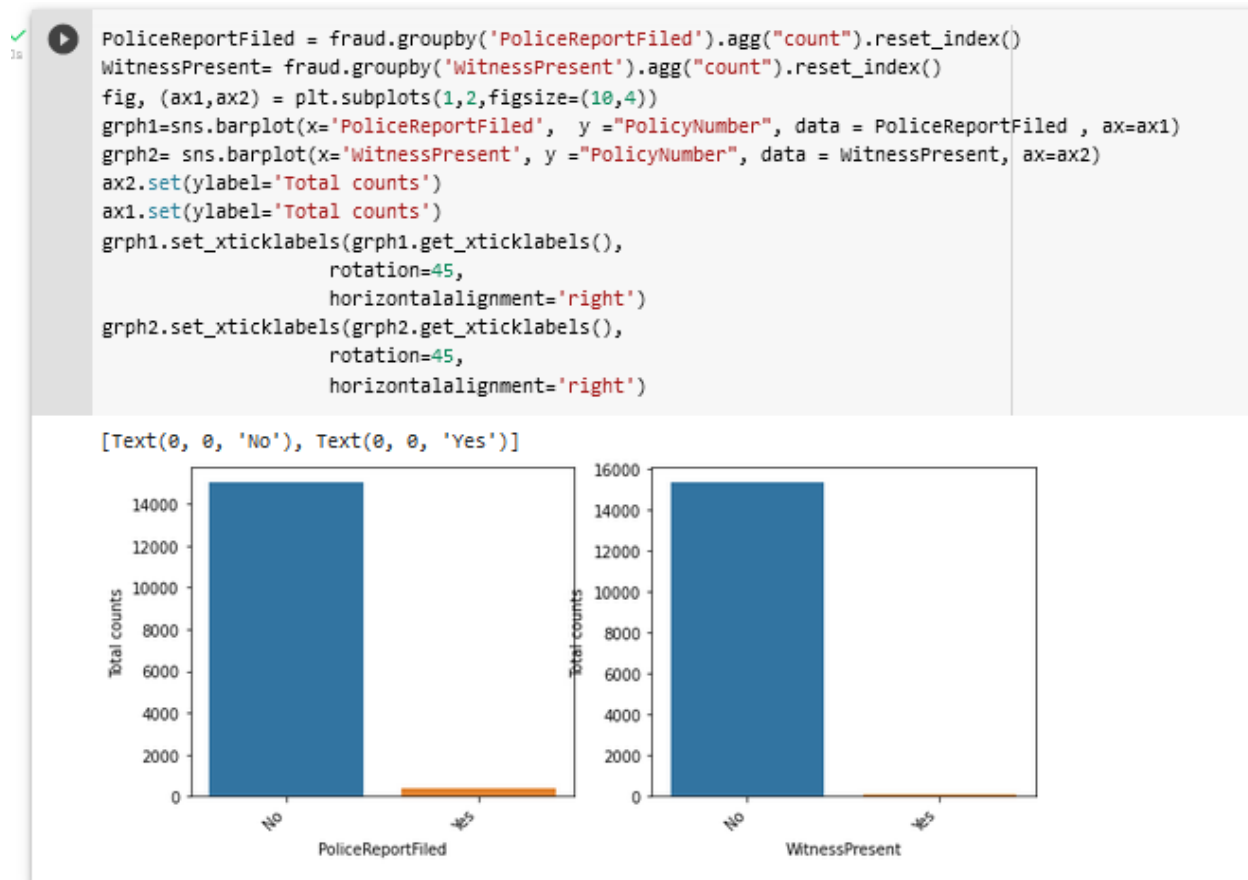 PoliceReportFiled = fraud.groupby('PoliceReportFiled').agg("count").reset_index()
WitnessPresent= fraud.groupby('WitnessPresent').agg("count").reset_index()
fig, (ax1,ax2) = plt.subplots(1,2,figsize=(10,4))
grph1=sns.barplot(x='PoliceReportFiled',  y ="PolicyNumber", data = PoliceReportFiled , ax=ax1)
grph2= sns.barplot(x='WitnessPresent', y ="PolicyNumber", data = WitnessPresent, ax=ax2)
ax2.set(ylabel='Total counts')
ax1.set(ylabel='Total counts')
grph1.set_xticklabels(grph1.get_xticklabels(),
                      rotation=45,
                      horizontalalignment='right')
grph2.set_xticklabels(grph2.get_xticklabels(),
                      rotation=45,
                      horizontalalignment='right')
[Text(0, 0, 'No'), Text(0, 0, 'Yes')]
Total counts
14000
12000
10000
8000
6000
4000
2000
0
No
Yes
PoliceReportFiled
Total counts
16000
14000
12000
10000
8000
6000
4000
2000
0
No
Yes
WitnessPresent